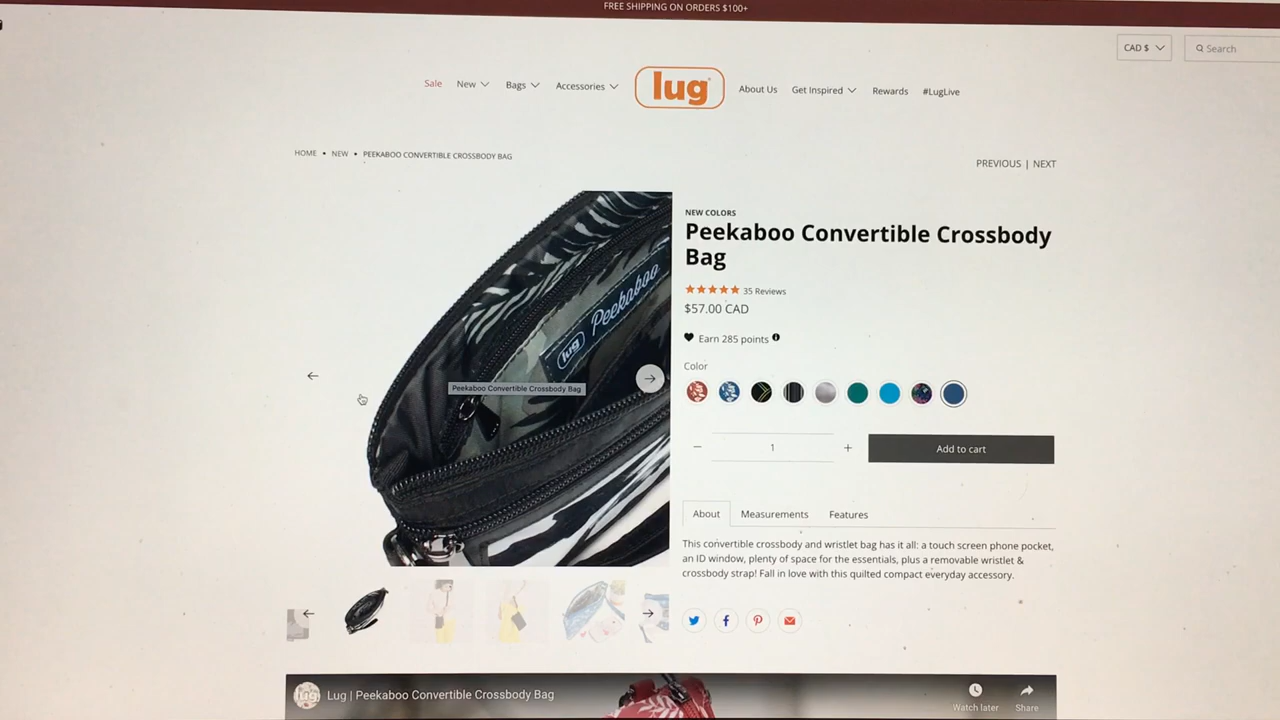 FREE SHIPPING ON ORDERS $100+
CAD $
Search
Sale
New
Bags
Accessories
lug
About Us
Get Inspired
Rewards
#LugLive
HOME • NEW • PEEKABOO CONVERTIBLE CROSSBODY BAG
PREVIOUS | NEXT
NEW COLORS
Peekaboo Convertible Crossbody
Bag
35 Reviews
$57.00 CAD
Earn 285 points
Color
lug Peekaboo
Peekaboo Convertible Crossbody Bag
− 1 +
Add to cart
About
Measurements
Features
This convertible crossbody and wristlet bag has it all: a touch screen phone pocket,
an ID window, plenty of space for the essentials, plus a removable wristlet &
crossbody strap! Fall in love with this quilted compact everyday accessory.
lug
Lug | Peekaboo Convertible Crossbody Bag
Watch later
Share